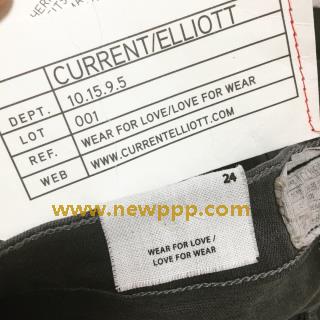 CURRENT/ELLIOTT
DEPT. 10.15.9.5
LOT 001
REF. WEAR FOR LOVE/LOVE FOR WEAR
WEB WWW.CURRENTELLIOTT.COM
24
www.newppp.com
WEAR FOR LOVE /
LOVE FOR WEAR